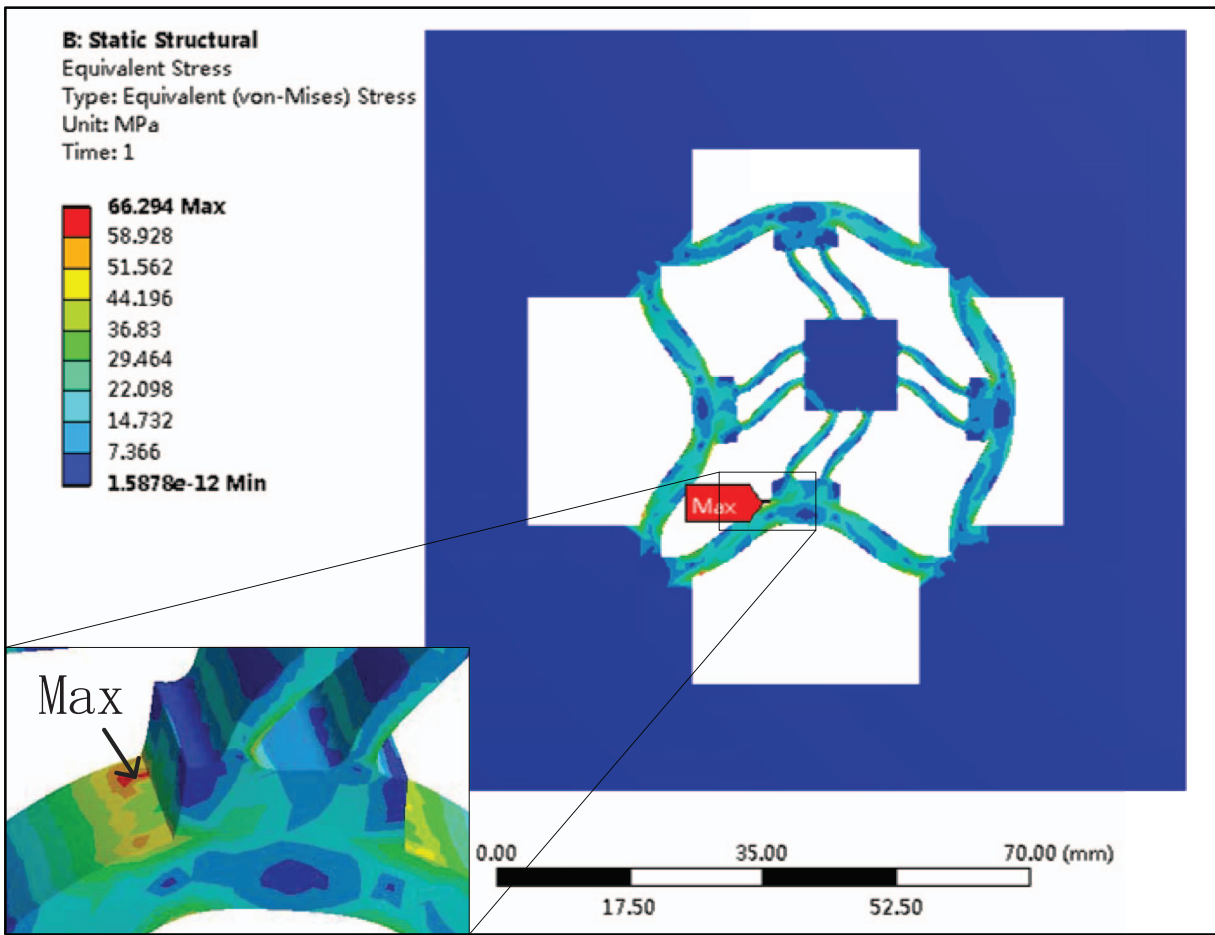 B: Static Structural
Equivalent Stress
Type: Equivalent (von-Mises) Stress
Unit: MPa
Time: 1
66.294 Max
58.928
51.562
44.196
36.83
29.464
22.098
14.732
7.366
1.5878e-12 Min
Max
Max
0.00 35.00 70.00 (mm)
17.50 52.50